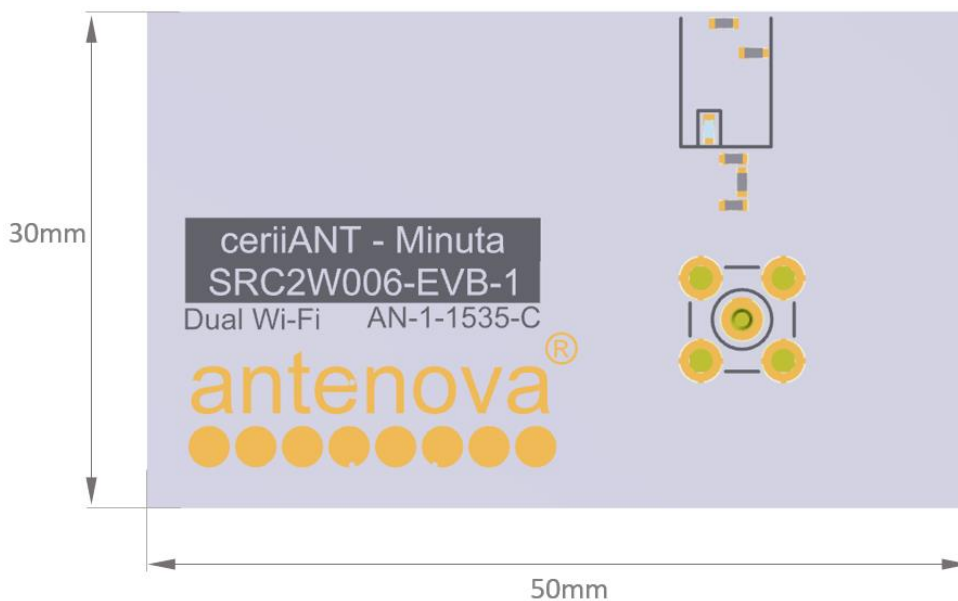 30mm
ceriiANT - Minuta
SRC2W006-EVB-1
Dual Wi-Fi AN-1-1535-C
antenova®
50mm